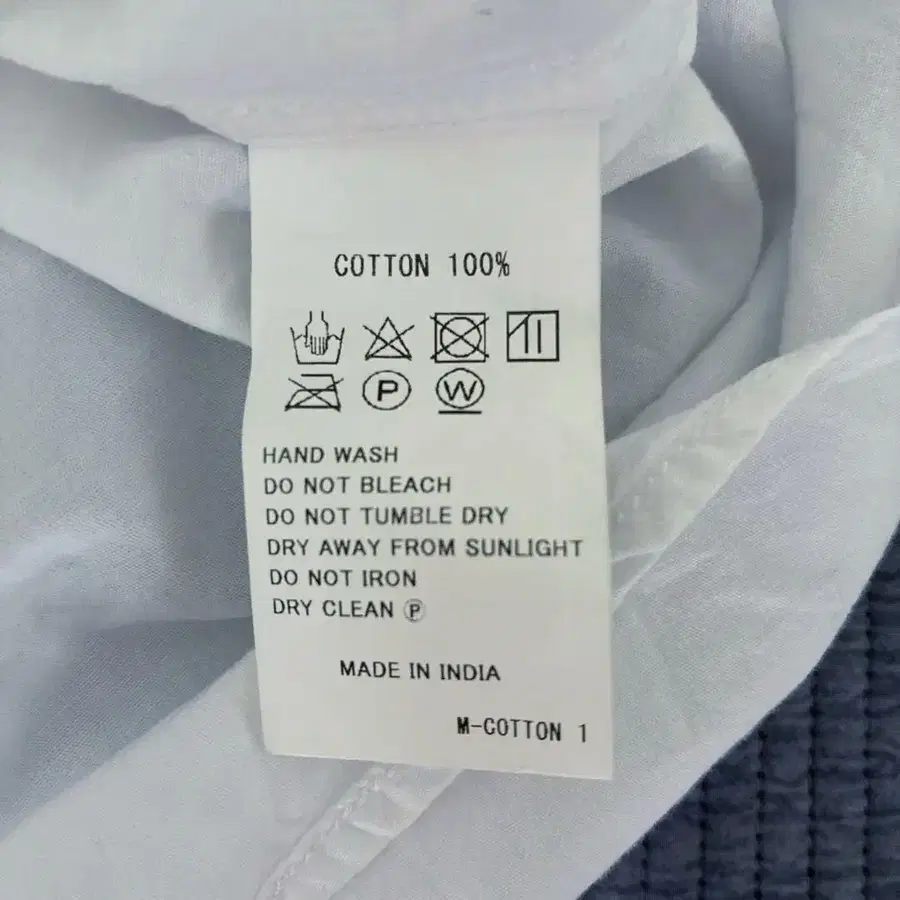 COTTON 100%
P W
HAND WASH
DO NOT BLEACH
DO NOT TUMBLE DRY
DRY AWAY FROM SUNLIGHT
DO NOT IRON
DRY CLEAN Ⓟ
MADE IN INDIA
M-COTTON 1